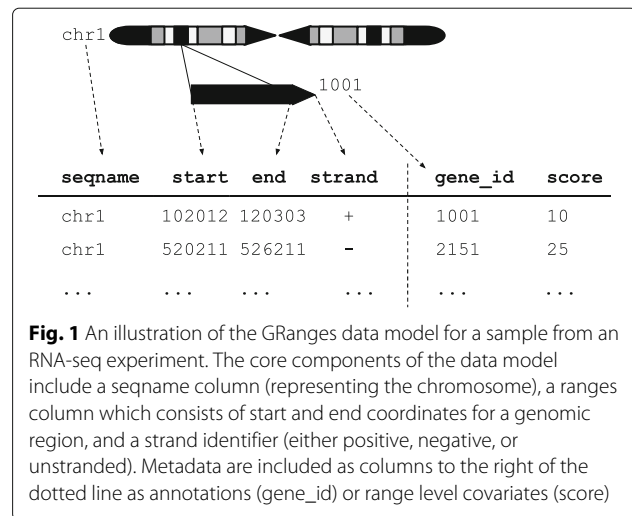 chr1
1001
seqname start end strand gene_id score
chr1 102012 120303 + 1001 10
chr1 520211 526211 - 2151 25
... ... ... ... ... ...
Fig. 1 An illustration of the GRanges data model for a sample from an
RNA-seq experiment. The core components of the data model
include a seqname column (representing the chromosome), a ranges
column which consists of start and end coordinates for a genomic
region, and a strand identifier (either positive, negative, or
unstranded). Metadata are included as columns to the right of the
dotted line as annotations (gene_id) or range level covariates (score)